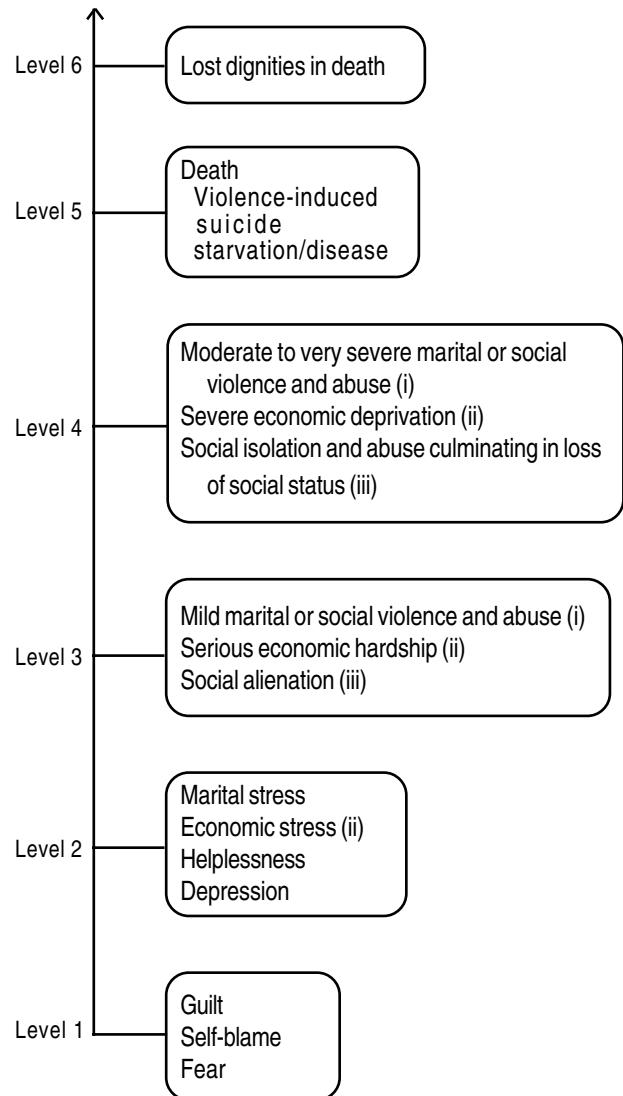 Level 6
Lost dignities in death
Level 5
Death
Violence-induced
suicide
starvation/disease
Level 4
Moderate to very severe marital or social
violence and abuse (i)
Severe economic deprivation (ii)
Social isolation and abuse culminating in loss
of social status (iii)
Level 3
Mild marital or social violence and abuse (i)
Serious economic hardship (ii)
Social alienation (iii)
Level 2
Marital stress
Economic stress (ii)
Helplessness
Depression
Level 1
Guilt
Self-blame
Fear